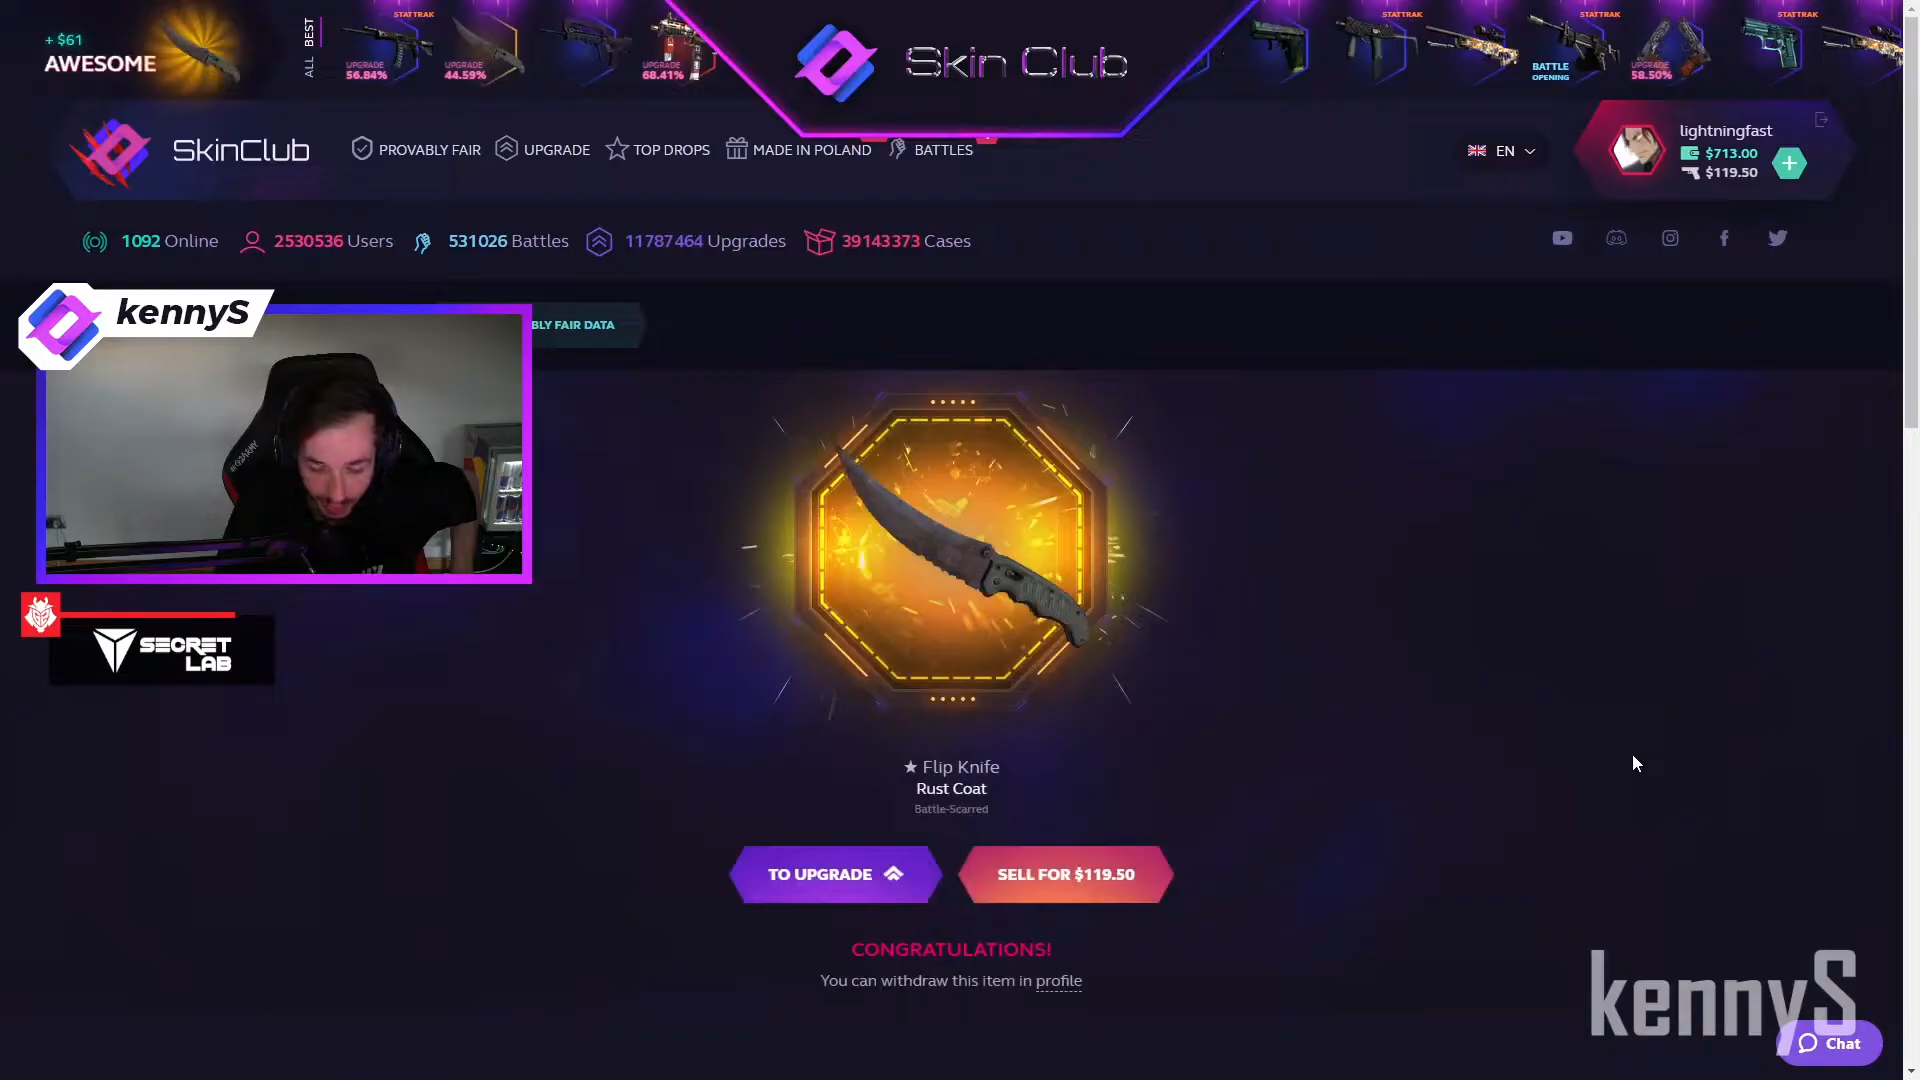 + $61
AWESOME
ALL BEST
UPGRADE
56.84%
STATTRAK
UPGRADE
44.59%
UPGRADE
68.41%
Skin Club
STATTRAK
BATTLE
OPENING
STATTRAK
UPGRADE
58.50%
STATTRAK
SkinClub
PROVABLY FAIR
UPGRADE
TOP DROPS
MADE IN POLAND
BATTLES
EN
lightningfast
$713.00
$119.50
+
1092 Online
2530536 Users
531026 Battles
11787464 Upgrades
39143373 Cases
kennyS
BLY FAIR DATA
#G2ARMY
SECRET
LAB
★ Flip Knife
Rust Coat
Battle-Scarred
TO UPGRADE
SELL FOR $119.50
CONGRATULATIONS!
You can withdraw this item in profile
kennyS
Chat